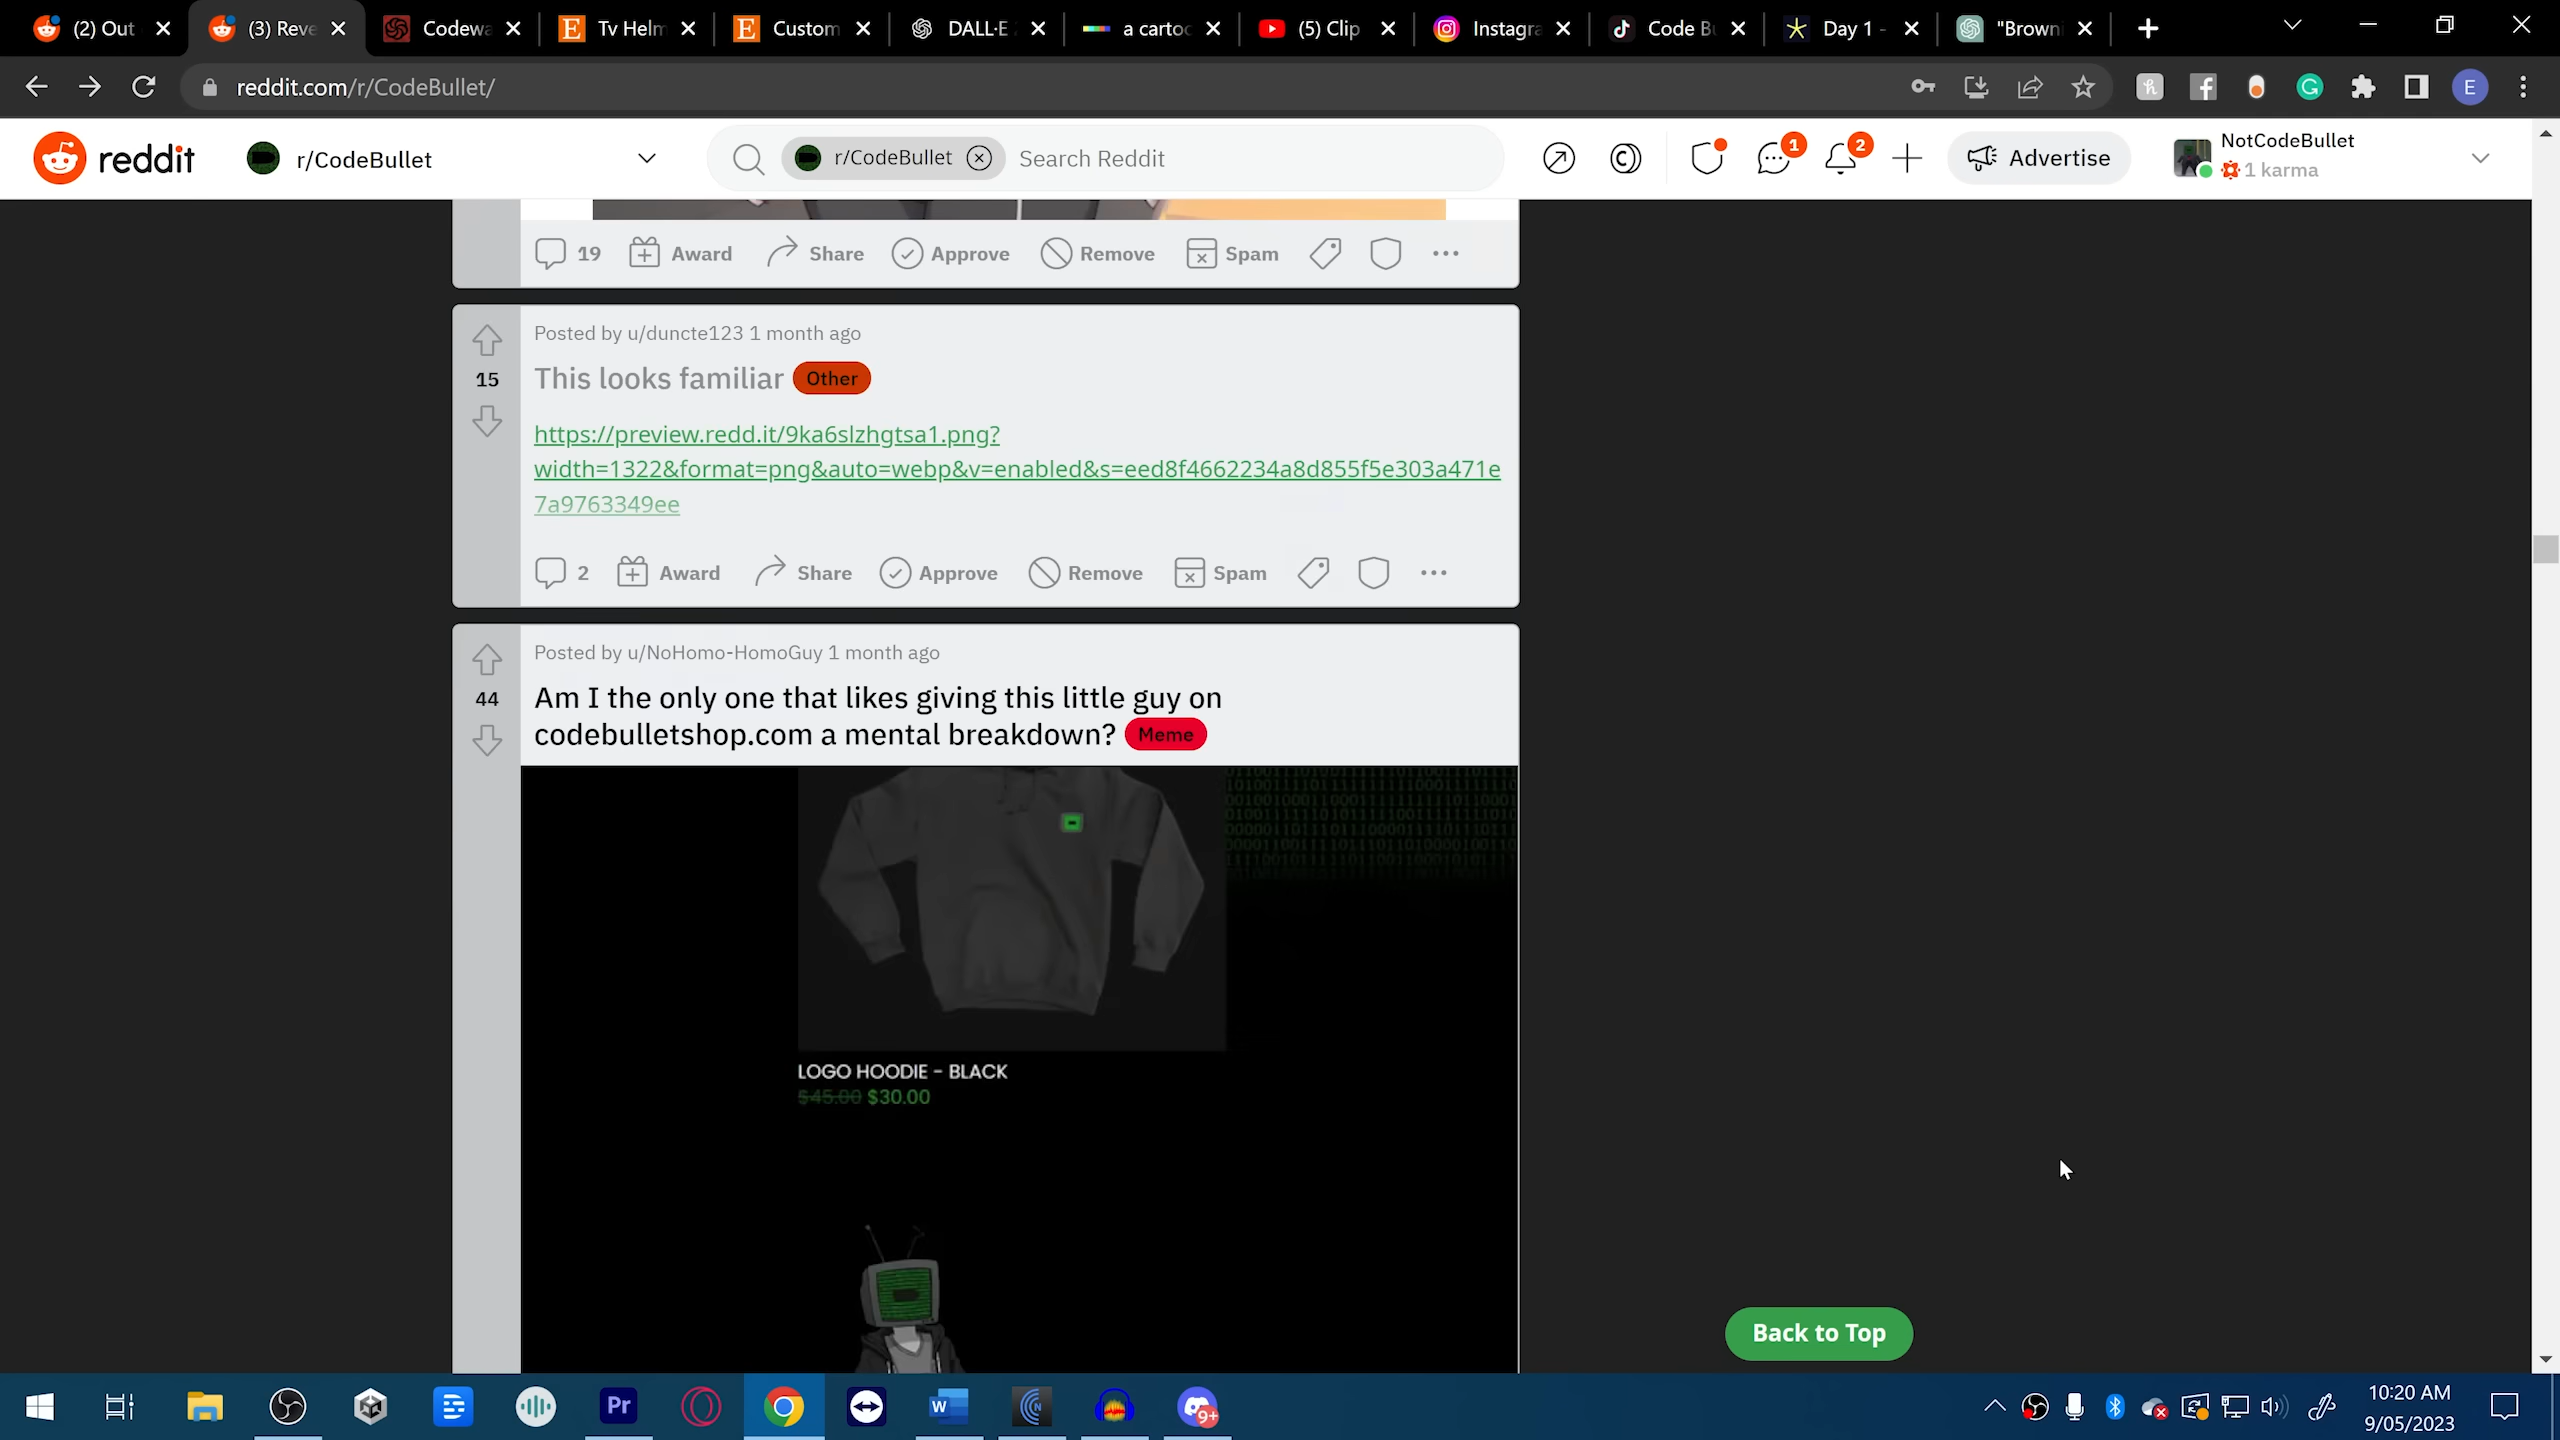 (2) Out
(3) Reve
Codewa
Tv Helm
Custom
DALL·E
a cartoo
(5) Clip
Instagra
Code Bu
Day 1 -
"Browni
reddit.com/r/CodeBullet/
E
reddit
r/CodeBullet
r/CodeBullet
Search Reddit
1
2
Advertise
NotCodeBullet
1 karma
19 Award Share Approve Remove Spam
Posted by u/duncte123 1 month ago
15
This looks familiar Other
https://preview.redd.it/9ka6slzhgtsa1.png?
width=1322&format=png&auto=webp&v=enabled&s=eed8f4662234a8d855f5e303a471e
7a9763349ee
2 Award Share Approve Remove Spam
Posted by u/NoHomo-HomoGuy 1 month ago
44
Am I the only one that likes giving this little guy on
codebulletshop.com a mental breakdown? Meme
LOGO HOODIE - BLACK
$45.00 $30.00
Back to Top
Pr
W
N
9+
10:20 AM
9/05/2023